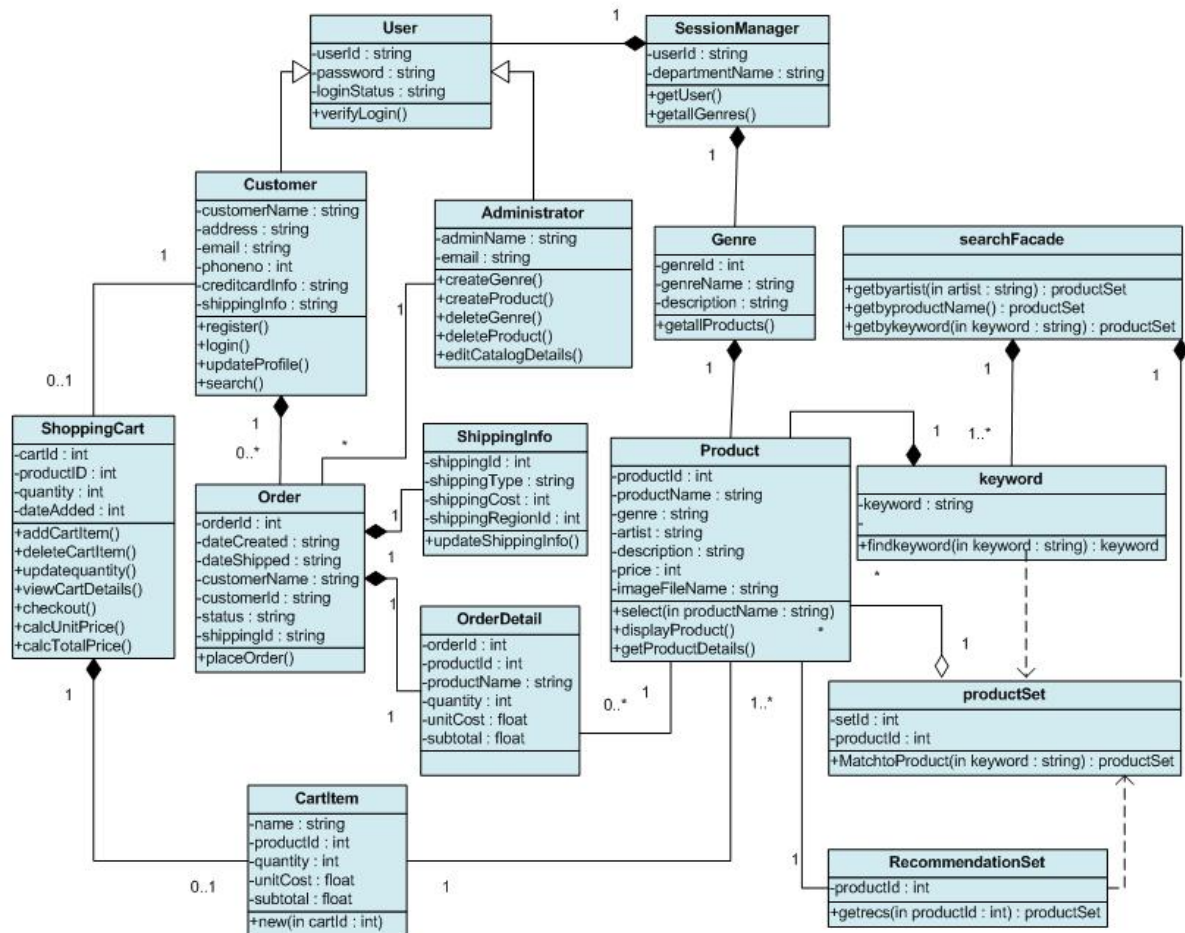 User
-userId : string
-password : string
-loginStatus : string
+verifyLogin()
1
SessionManager
-userId : string
-departmentName : string
+getUser()
+getallGenres()
1
Customer
-customerName : string
-address : string
-email : string
-phoneno : int
-creditcardInfo : string
-shippingInfo : string
+register()
+login()
+updateProfile()
+search()
1
0..1
1
0..*
Administrator
-adminName : string
-email : string
+createGenre()
+createProduct()
+deleteGenre()
+deleteProduct()
+editCatalogDetails()
1
*
Genre
-genreId : int
-genreName : string
-description : string
+getallProducts()
1
searchFacade
+getbyartist(in artist : string) : productSet
+getbyproductName() : productSet
+getbykeyword(in keyword : string) : productSet
1
1
1..*
ShoppingCart
-cartId : int
-productID : int
-quantity : int
-dateAdded : int
+addCartItem()
+deleteCartItem()
+updatequantity()
+viewCartDetails()
+checkout()
+calcUnitPrice()
+calcTotalPrice()
1
Order
-orderId : int
-dateCreated : string
-dateShipped : string
-customerName : string
-customerId : string
-status : string
-shippingId : string
+placeOrder()
1
1
1
1
ShippingInfo
-shippingId : int
-shippingType : string
-shippingCost : int
-shippingRegionId : int
+updateShippingInfo()
OrderDetail
-orderId : int
-productId : int
-productName : string
-quantity : int
-unitCost : float
-subtotal : float
0..*
1
Product
-productId : int
-productName : string
-genre : string
-artist : string
-description : string
-price : int
-imageFileName : string
+select(in productName : string)
+displayProduct()
+getProductDetails()
*
1..*
1
keyword
-keyword : string
-
+findkeyword(in keyword : string) : keyword
*
1
productSet
-setId : int
-productId : int
+MatchtoProduct(in keyword : string) : productSet
CartItem
-name : string
-productId : int
-quantity : int
-unitCost : float
-subtotal : float
+new(in cartId : int)
0..1
1
1
RecommendationSet
-productId : int
+getrecs(in productId : int) : productSet